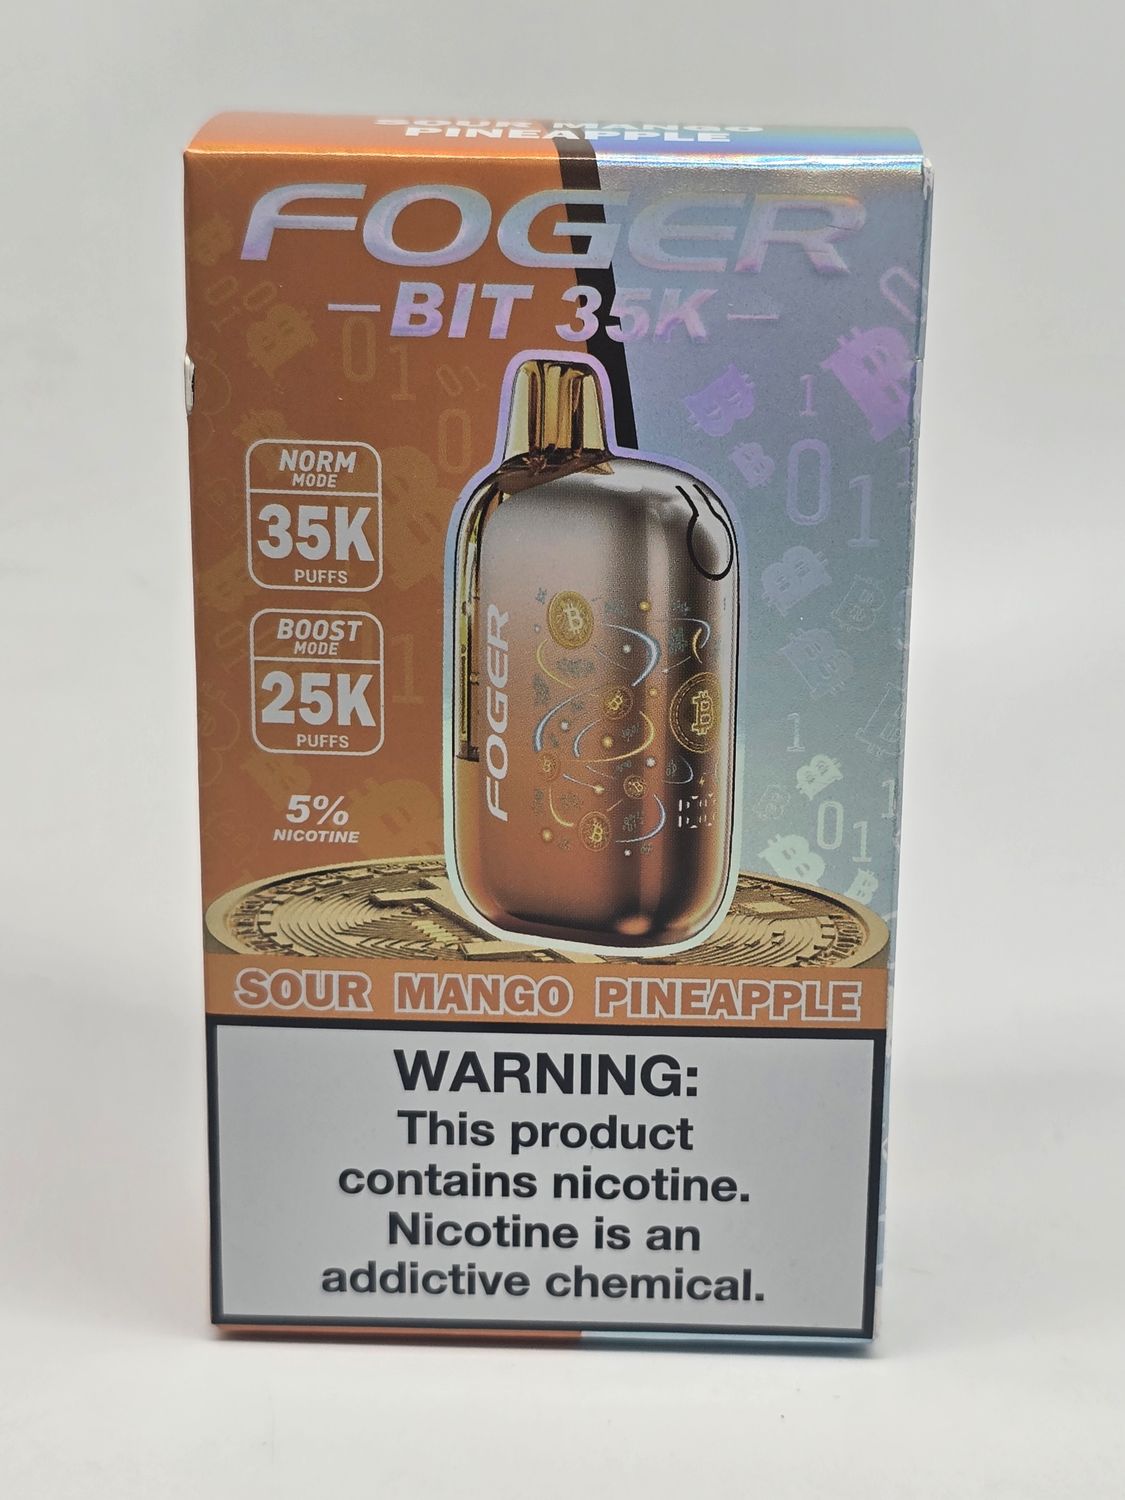 SOUR MANGO
PINEAPPLE
FOGER
BIT 35K
NORM
MODE
35K
PUFFS
BOOST
MODE
25K
PUFFS
5%
NICOTINE
FOGER
SOUR MANGO PINEAPPLE
WARNING:
This product
contains nicotine.
Nicotine is an
addictive chemical.